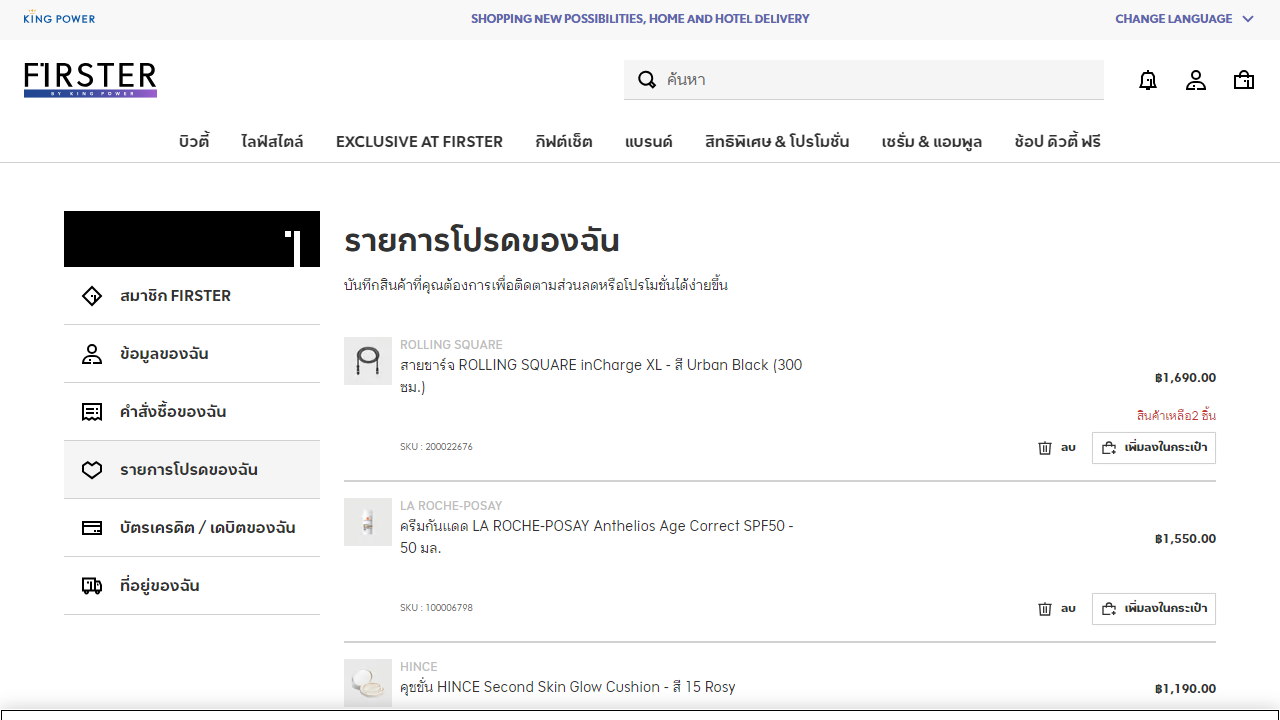 KING POWER
SHOPPING NEW POSSIBILITIES, HOME AND HOTEL DELIVERY
CHANGE LANGUAGE
FIRSTER
BY KING POWER
ค้นหา
บิวตี้
ไลฟ์สไตล์
EXCLUSIVE AT FIRSTER
กิฟต์เซ็ต
แบรนด์
สิทธิพิเศษ & โปรโมชั่น
เซรั่ม & แอมพูล
ช้อป ดิวตี้ ฟรี
สมาชิก FIRSTER
ข้อมูลของฉัน
คำสั่งซื้อของฉัน
รายการโปรดของฉัน
บัตรเครดิต / เดบิตของฉัน
ที่อยู่ของฉัน
รายการโปรดของฉัน
บันทึกสินค้าที่คุณต้องการเพื่อติดตามส่วนลดหรือโปรโมชั่นได้ง่ายขึ้น
ROLLING SQUARE
สายชาร์จ ROLLING SQUARE inCharge XL - สี Urban Black (300
ซม.)
฿1,690.00
สินค้าเหลือ2 ชิ้น
SKU : 200022676
ลบ
เพิ่มลงในกระเป๋า
LA ROCHE-POSAY
ครีมกันแดด LA ROCHE-POSAY Anthelios Age Correct SPF50 -
50 มล.
฿1,550.00
SKU : 100006798
ลบ
เพิ่มลงในกระเป๋า
HINCE
คุชชั่น HINCE Second Skin Glow Cushion - สี 15 Rosy
฿1,190.00